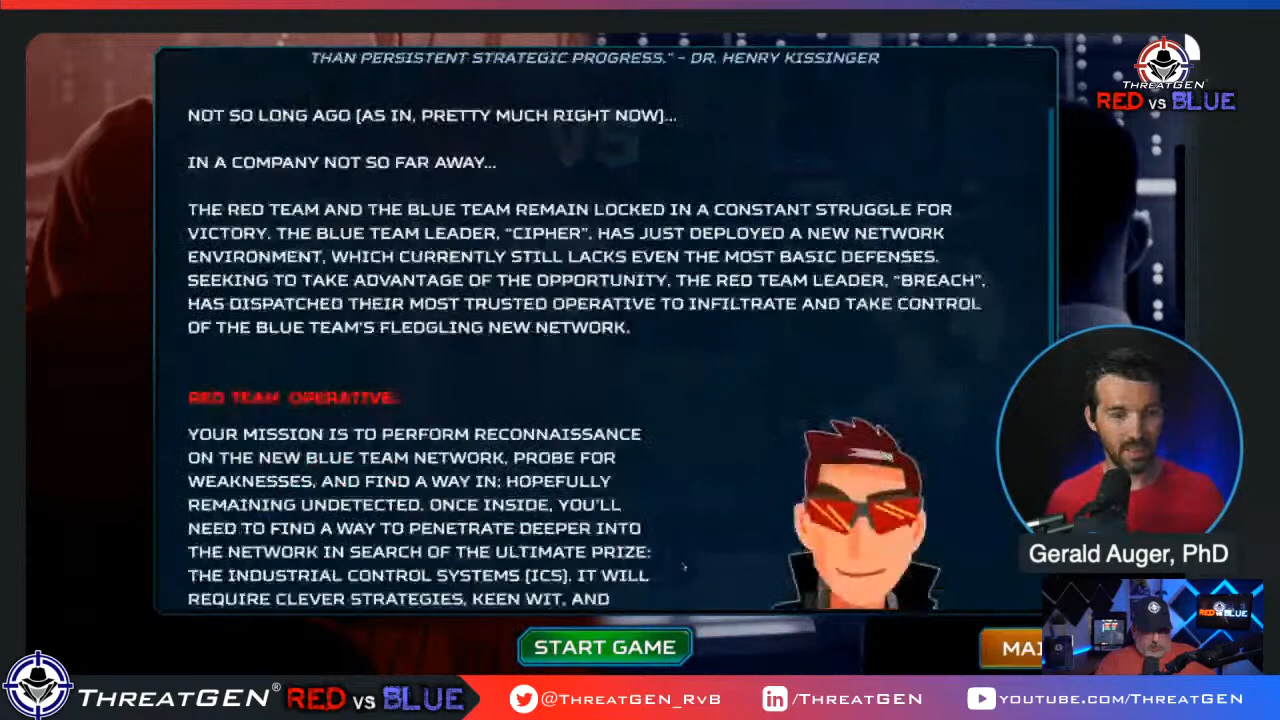 THAN PERSISTENT STRATEGIC PROGRESS." - DR. HENRY KISSINGER
THREATGEN
RED VS BLUE
NOT SO LONG AGO [AS IN, PRETTY MUCH RIGHT NOW]...
VS
IN A COMPANY NOT SO FAR AWAY...
THE RED TEAM AND THE BLUE TEAM REMAIN LOCKED IN A CONSTANT STRUGGLE FOR
VICTORY. THE BLUE TEAM LEADER, "CIPHER", HAS JUST DEPLOYED A NEW NETWORK
ENVIRONMENT, WHICH CURRENTLY STILL LACKS EVEN THE MOST BASIC DEFENSES.
SEEKING TO TAKE ADVANTAGE OF THE OPPORTUNITY, THE RED TEAM LEADER, "BREACH",
HAS DISPATCHED THEIR MOST TRUSTED OPERATIVE TO INFILTRATE AND TAKE CONTROL
OF THE BLUE TEAM'S FLEDGLING NEW NETWORK.
RED TEAM OPERATIVE:
YOUR MISSION IS TO PERFORM RECONNAISSANCE
ON THE NEW BLUE TEAM NETWORK, PROBE FOR
WEAKNESSES, AND FIND A WAY IN; HOPEFULLY
REMAINING UNDETECTED. ONCE INSIDE, YOU'LL
NEED TO FIND A WAY TO PENETRATE DEEPER INTO
THE NETWORK IN SEARCH OF THE ULTIMATE PRIZE:
THE INDUSTRIAL CONTROL SYSTEMS [ICS]. IT WILL
REQUIRE CLEVER STRATEGIES, KEEN WIT, AND
Gerald Auger, PhD
RED VS BLUE
START GAME
MAI
THREATGEN® RED VS BLUE
@THREATGEN_RVB
/THREATGEN
YOUTUBE.COM/THREATGEN